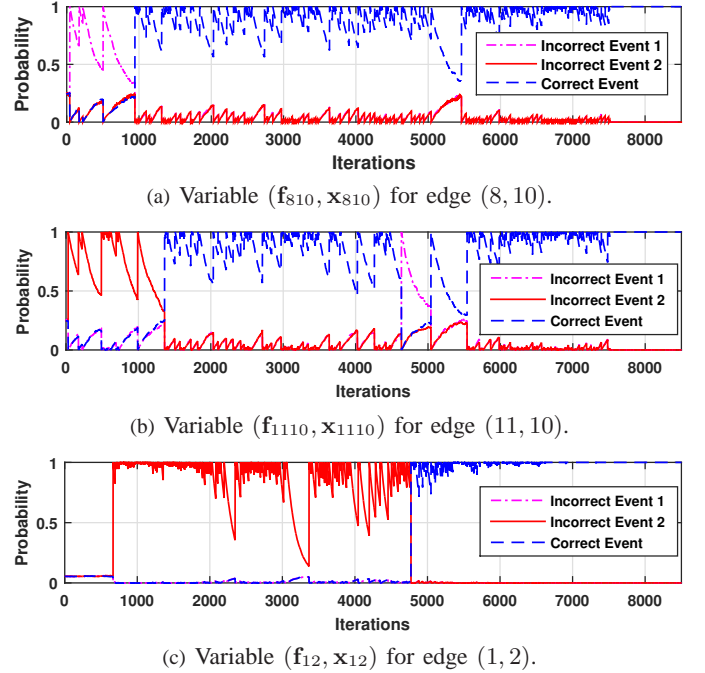 1
0.5
0
Probability
0 1000 2000 3000 4000 5000 6000 7000 8000
Iterations
Incorrect Event 1
Incorrect Event 2
Correct Event
(a) Variable (f₈₁₀, x₈₁₀) for edge (8, 10).
1
0.5
0
Probability
0 1000 2000 3000 4000 5000 6000 7000 8000
Iterations
Incorrect Event 1
Incorrect Event 2
Correct Event
(b) Variable (f₁₁₁₀, x₁₁₁₀) for edge (11, 10).
1
0.5
0
Probability
0 1000 2000 3000 4000 5000 6000 7000 8000
Iterations
Incorrect Event 1
Incorrect Event 2
Correct Event
(c) Variable (f₁₂, x₁₂) for edge (1, 2).